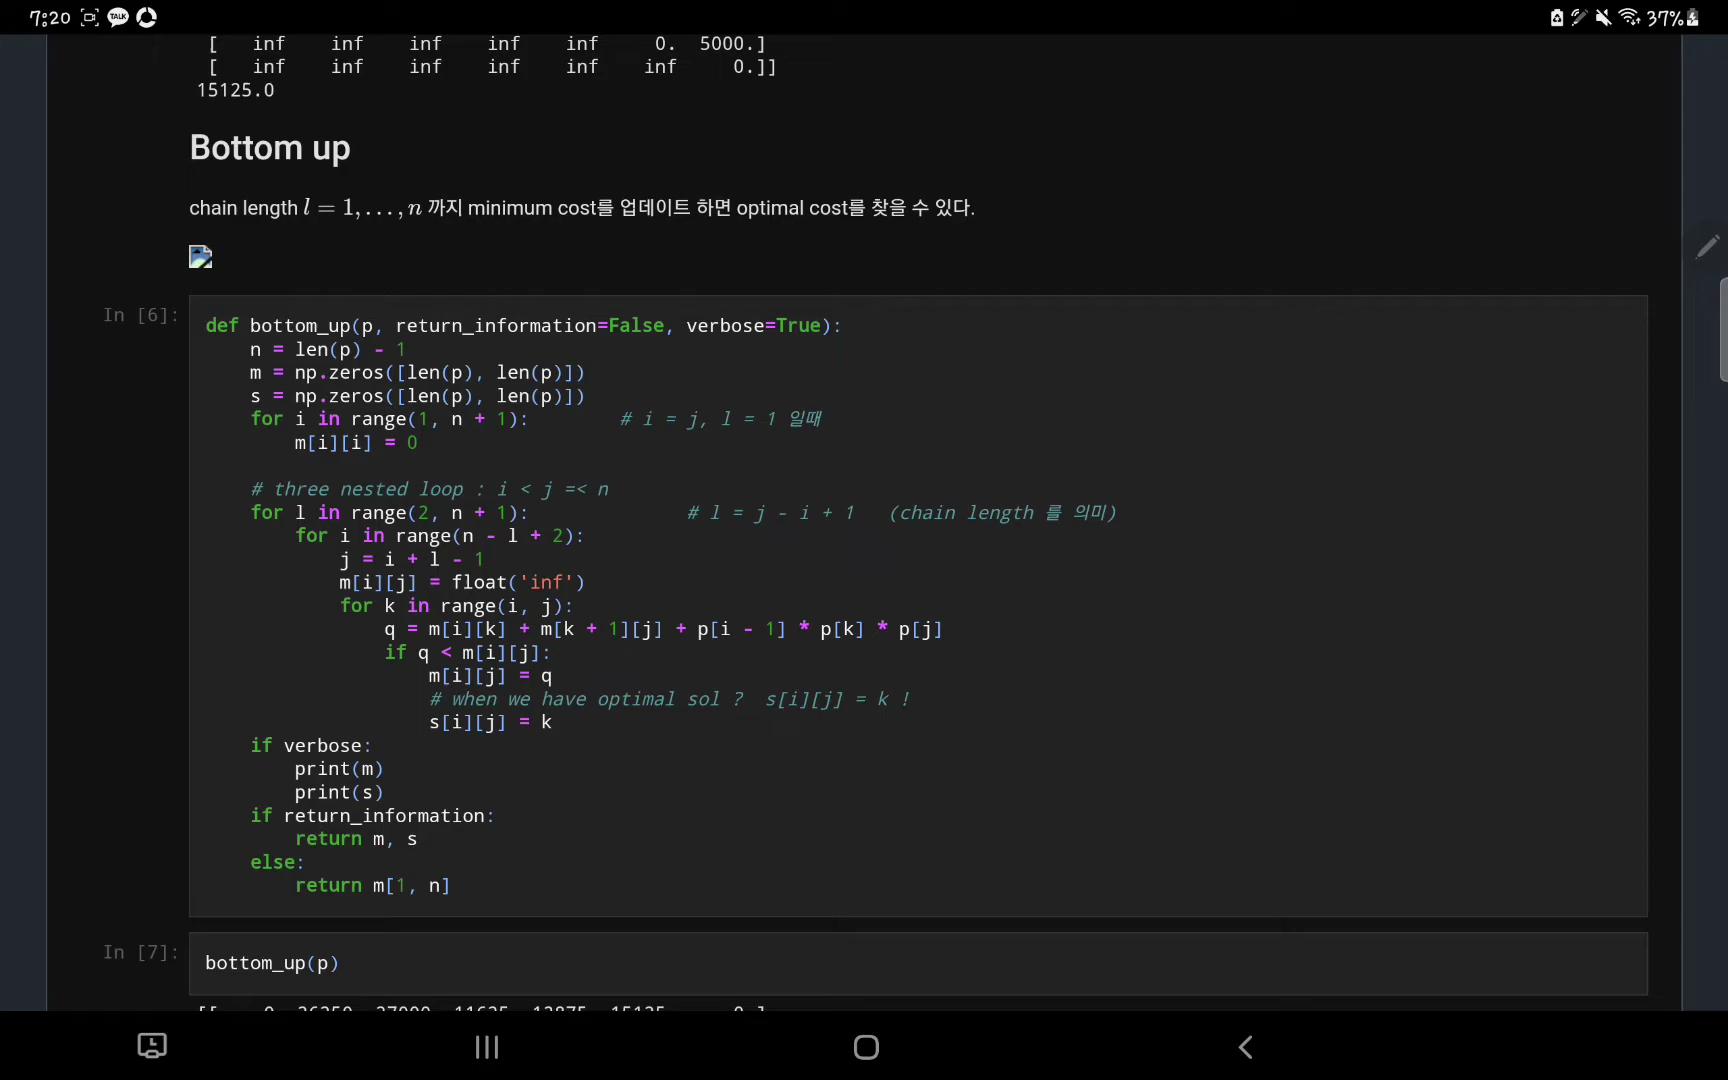 7:20 TALK 37%
[ inf inf inf inf inf 0. 5000.]
[ inf inf inf inf inf inf 0.]]
15125.0
Bottom up
chain length l = 1, . . . , n 까지 minimum cost를 업데이트 하면 optimal cost를 찾을 수 있다.
In [6]:
def bottom_up(p, return_information=False, verbose=True):
    n = len(p) - 1
    m = np.zeros([len(p), len(p)])
    s = np.zeros([len(p), len(p)])
    for i in range(1, n + 1):        # i = j, l = 1 일때
        m[i][i] = 0
    # three nested loop : i < j =< n
    for l in range(2, n + 1):              # l = j - i + 1   (chain length 를 의미)
        for i in range(n - l + 2):
            j = i + l - 1
            m[i][j] = float('inf')
            for k in range(i, j):
                q = m[i][k] + m[k + 1][j] + p[i - 1] * p[k] * p[j]
                if q < m[i][j]:
                    m[i][j] = q
                    # when we have optimal sol ?  s[i][j] = k !
                    s[i][j] = k
    if verbose:
        print(m)
        print(s)
    if return_information:
        return m, s
    else:
        return m[1, n]
In [7]:
bottom_up(p)